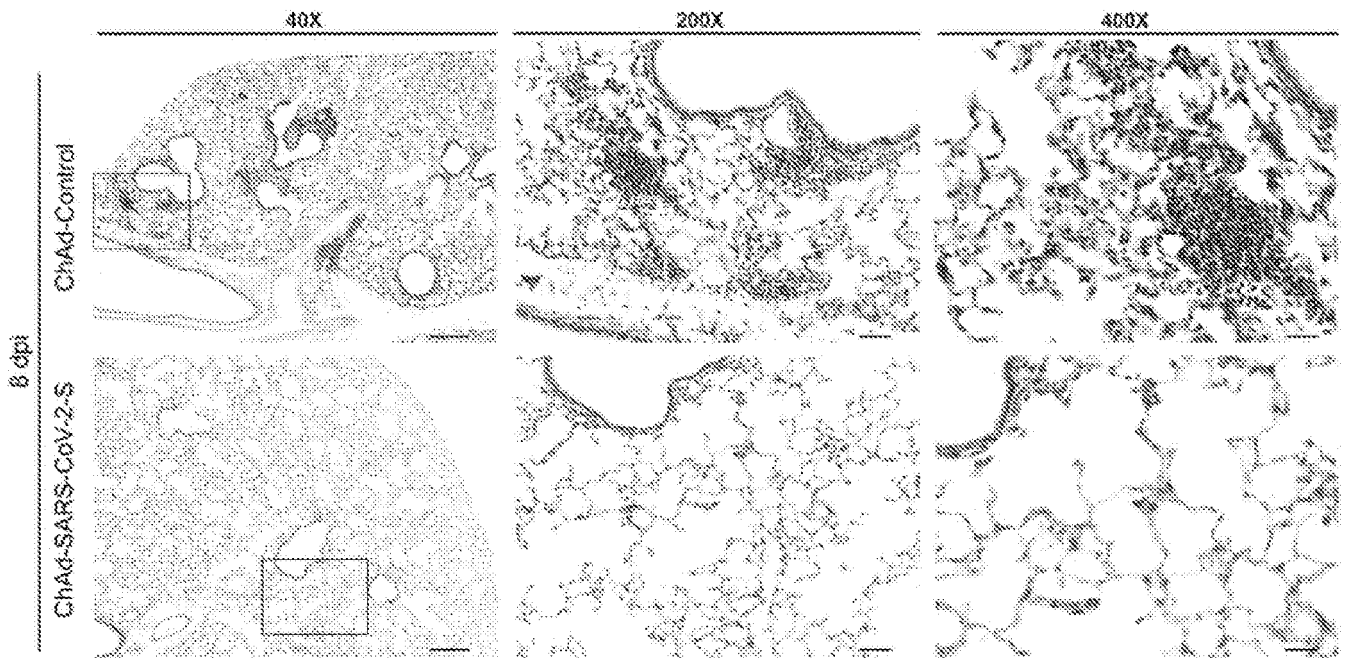 40X
200X
400X
8 dpi
ChAd-Control
ChAd-SARS-CoV-2-S